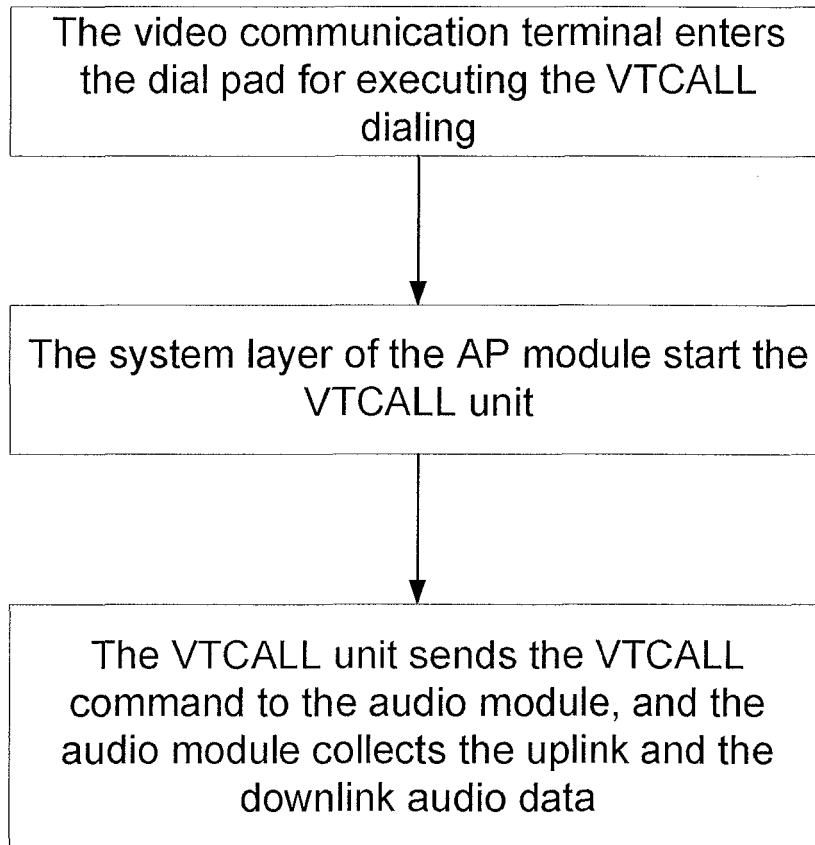 The video communication terminal enters
the dial pad for executing the VTCALL
dialing
The system layer of the AP module start the
VTCALL unit
The VTCALL unit sends the VTCALL
command to the audio module, and the
audio module collects the uplink and the
downlink audio data